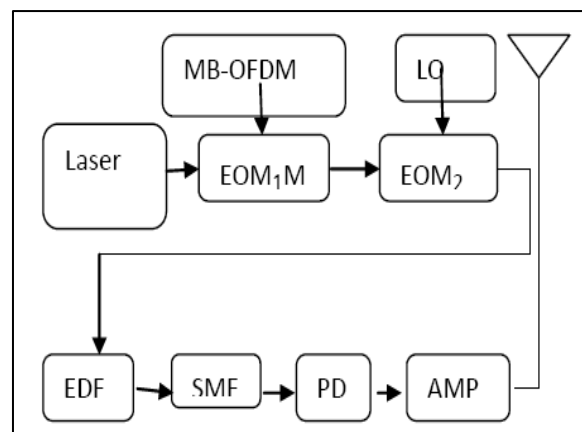 MB-OFDM
LO
Laser
EOM₁M
EOM₂
EDF
SMF
PD
AMP